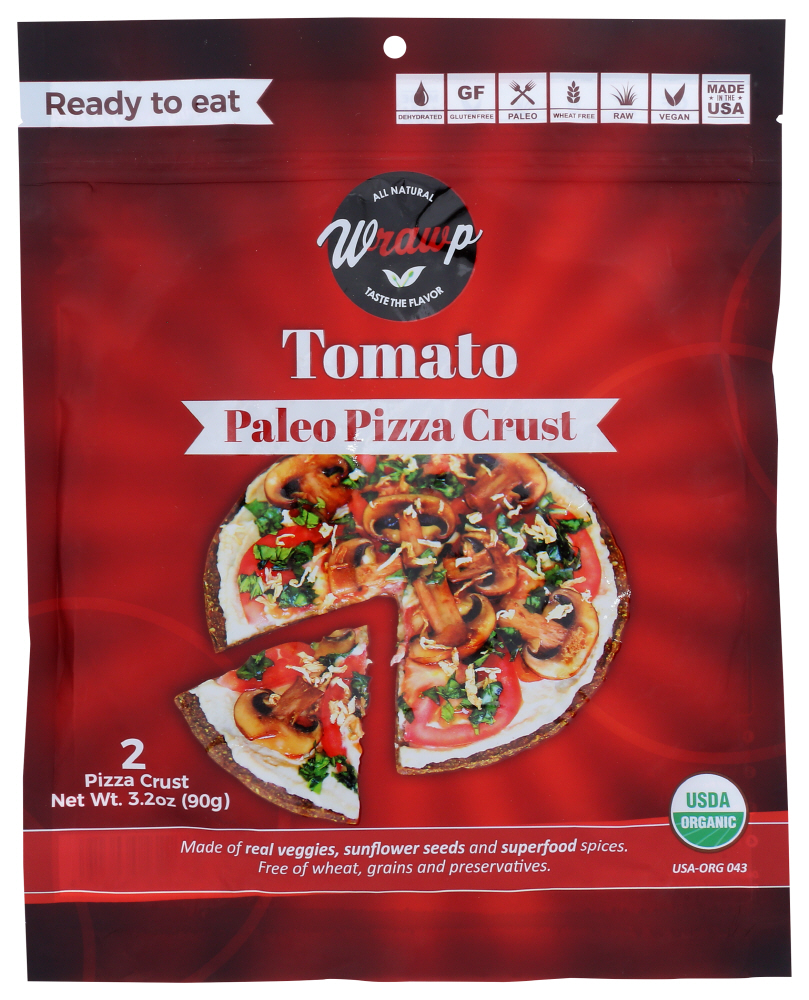 Ready to eat
DEHYDRATED
GF
GLUTEN FREE
PALEO
WHEAT FREE
RAW
VEGAN
MADE
IN THE
USA
ALL NATURAL
Wrawp
TASTE THE FLAVOR
Tomato
Paleo Pizza Crust
2
Pizza Crust
Net Wt. 3.2oz (90g)
USDA
ORGANIC
Made of real veggies, sunflower seeds and superfood spices.
Free of wheat, grains and preservatives.
USA-ORG 043